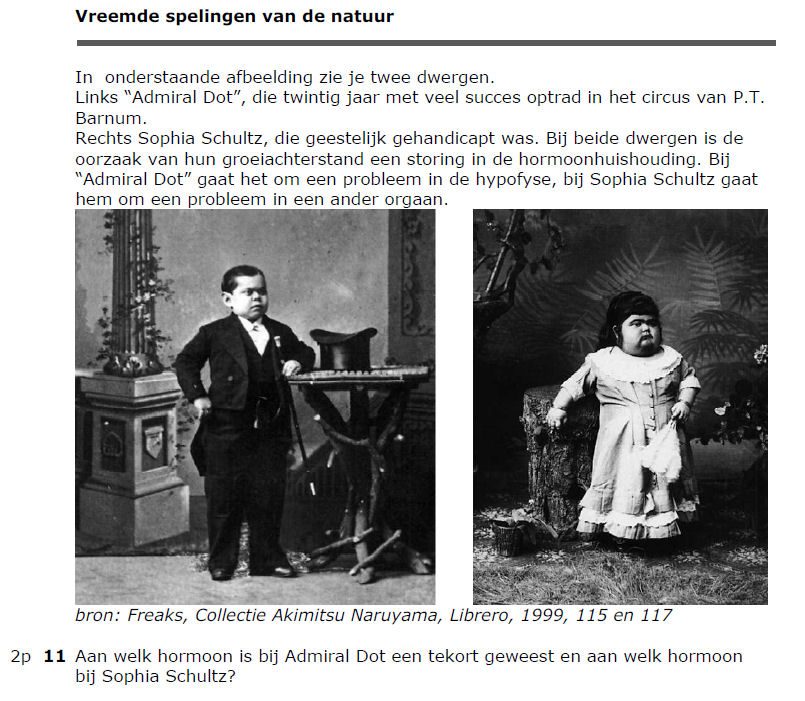 Vreemde spelingen van de natuur
In onderstaande afbeelding zie je twee dwergen.
Links “Admiral Dot”, die twintig jaar met veel succes optrad in het circus van P.T.
Barnum.
Rechts Sophia Schultz, die geestelijk gehandicapt was. Bij beide dwergen is de
oorzaak van hun groeiachterstand een storing in de hormoonhuishouding. Bij
“Admiral Dot” gaat het om een probleem in de hypofyse, bij Sophia Schultz gaat
hem om een probleem in een ander orgaan.
bron: Freaks, Collectie Akimitsu Naruyama, Librero, 1999, 115 en 117
2p 11 Aan welk hormoon is bij Admiral Dot een tekort geweest en aan welk hormoon
bij Sophia Schultz?